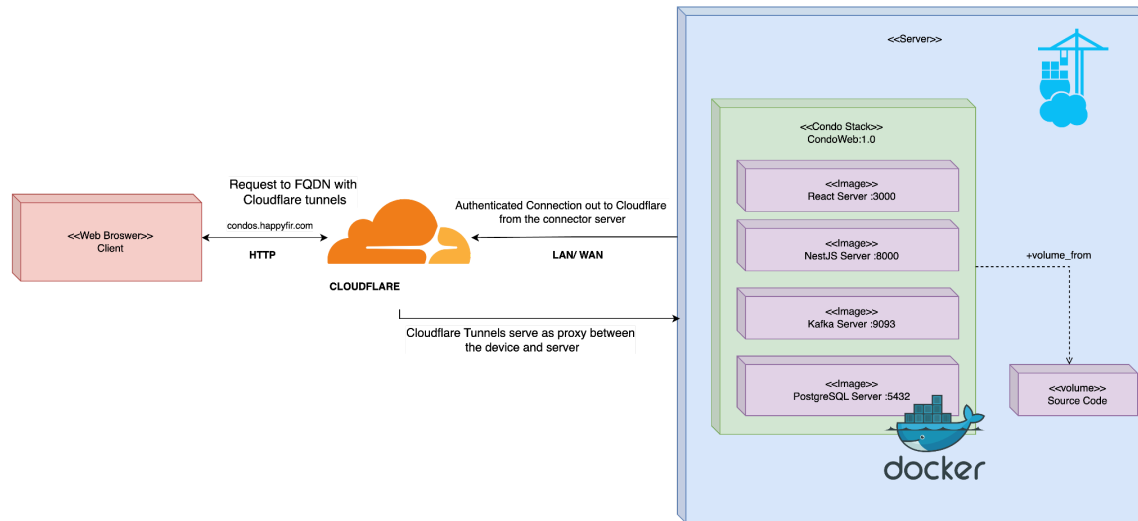 <<Server>>
<<Condo Stack>>
CondoWeb:1.0
<<Image>>
React Server :3000
Request to FQDN with
Cloudflare tunnels
condos.happyfir.com
HTTP
<<Web Broswer>>
Client
CLOUDFLARE
Authenticated Connection out to Cloudflare
from the connector server
LAN/ WAN
<<Image>>
NestJS Server :8000
+volume_from
<<Image>>
Kafka Server :9093
Cloudflare Tunnels serve as proxy between
the device and server
<<Image>>
PostgreSQL Server :5432
<<volume>>
Source Code
docker